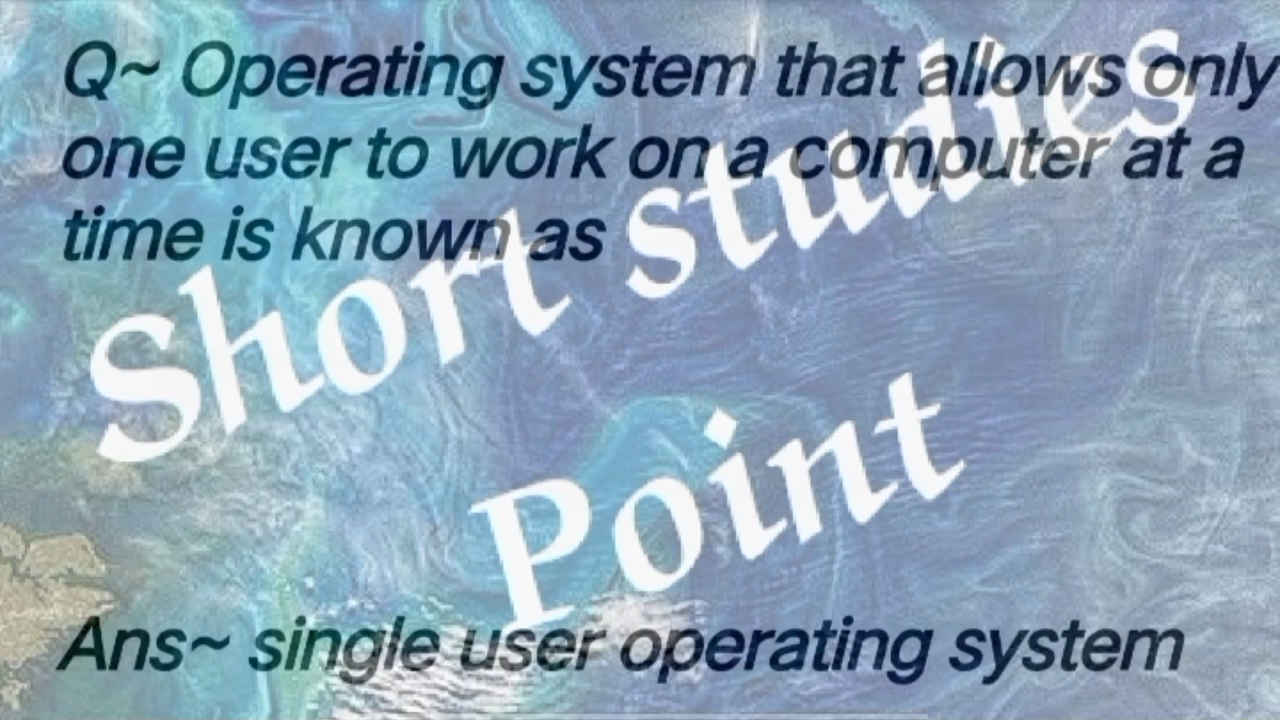 Q~ Operating system that allows only
one user to work on a computer at a
time is known as
Short studies
Point
Ans~ single user operating system